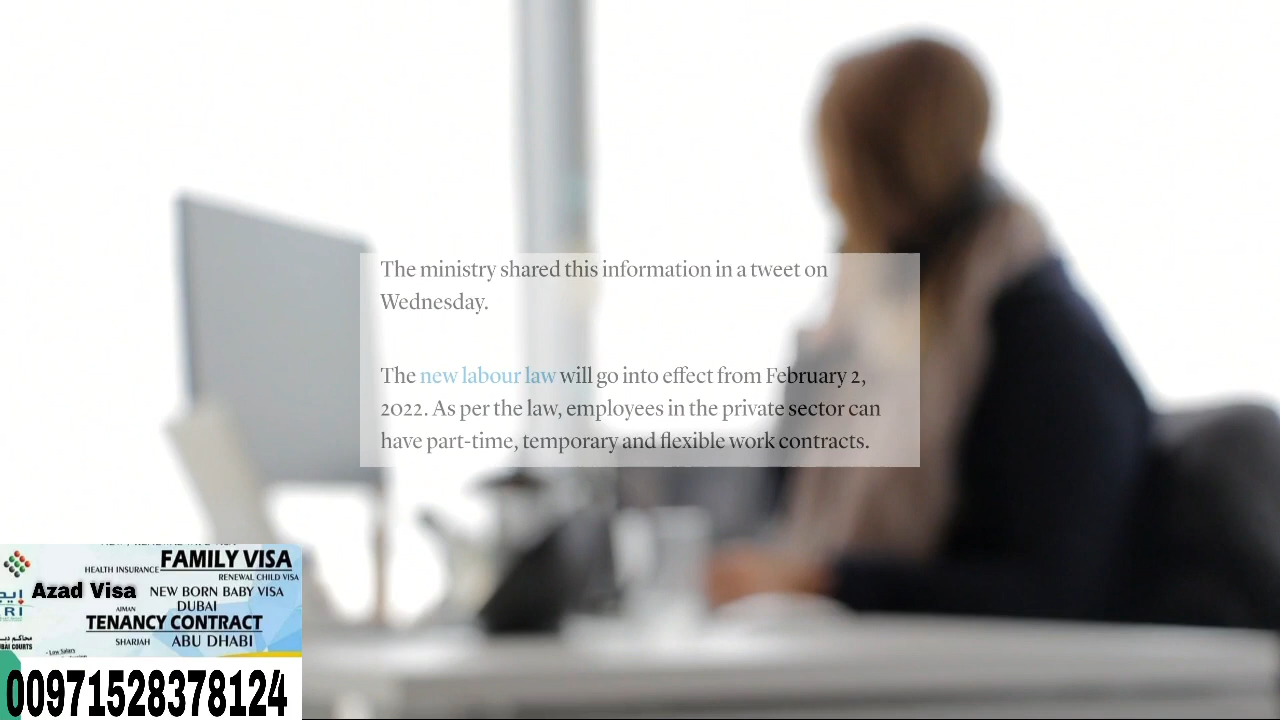 The ministry shared this information in a tweet on
Wednesday.
The new labour law will go into effect from February 2,
2022. As per the law, employees in the private sector can
have part-time, temporary and flexible work contracts.
HEALTH INSURANCE FAMILY VISA
RENEWAL CHILD VISA
Azad Visa NEW BORN BABY VISA
AJMAN DUBAI
TENANCY CONTRACT
SHARJAH ABU DHABI
00971528378124